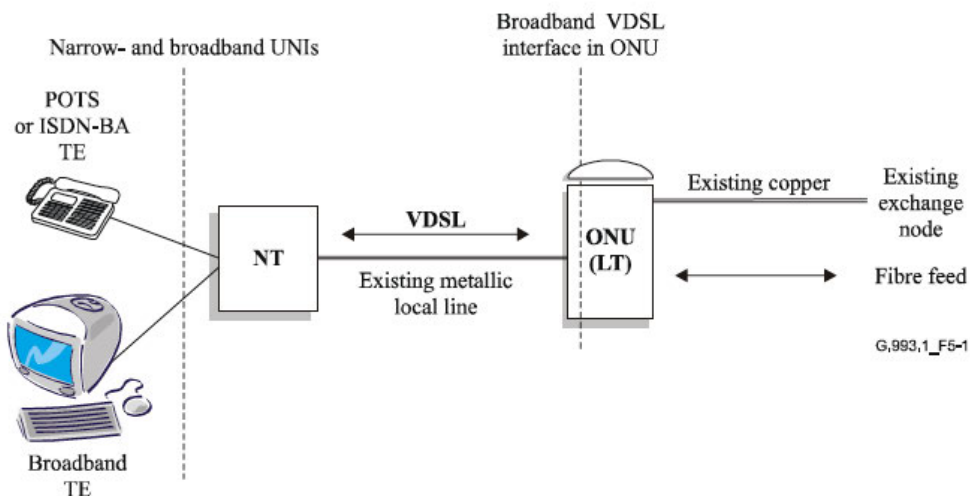 Narrow- and broadband UNIs
Broadband VDSL
interface in ONU
POTS
or ISDN-BA
TE
NT
VDSL
Existing metallic
local line
ONU
(LT)
Existing copper
Existing
exchange
node
Fibre feed
G,993,1_F5-1
Broadband
TE